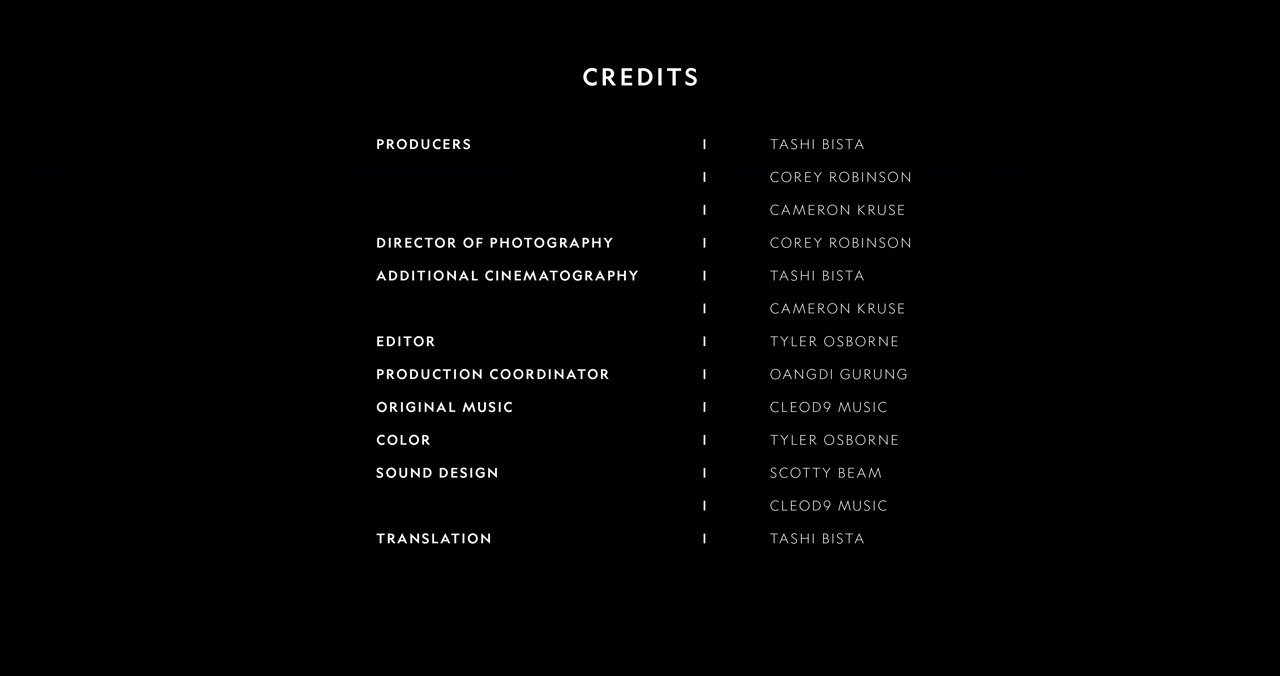 CREDITS
PRODUCERS | TASHI BISTA
| COREY ROBINSON
| CAMERON KRUSE
DIRECTOR OF PHOTOGRAPHY | COREY ROBINSON
ADDITIONAL CINEMATOGRAPHY | TASHI BISTA
| CAMERON KRUSE
EDITOR | TYLER OSBORNE
PRODUCTION COORDINATOR | OANGDI GURUNG
ORIGINAL MUSIC | CLEOD9 MUSIC
COLOR | TYLER OSBORNE
SOUND DESIGN | SCOTTY BEAM
| CLEOD9 MUSIC
TRANSLATION | TASHI BISTA